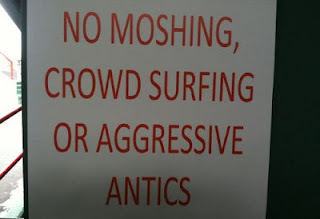 NO MOSHING,
CROWD SURFING
OR AGGRESSIVE
ANTICS